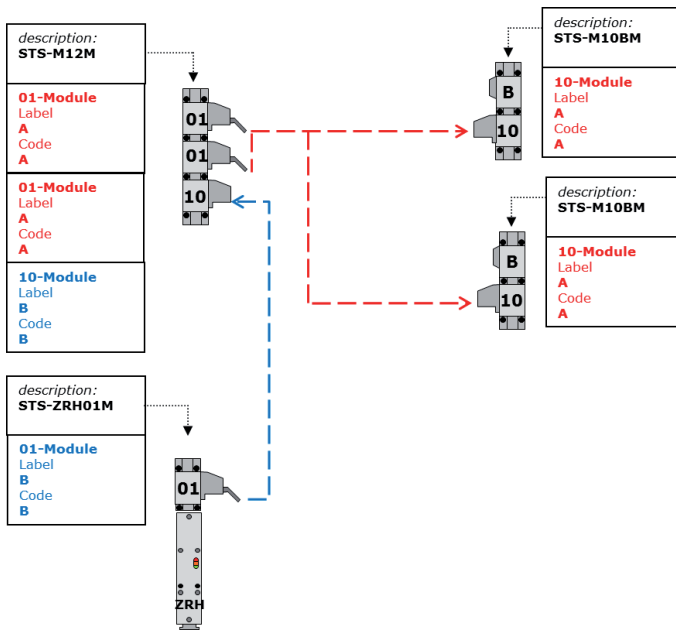 description:
STS-M12M
01-Module
Label
A
Code
A
01-Module
Label
A
Code
A
10-Module
Label
B
Code
B
01
01
10
description:
STS-M10BM
10-Module
Label
A
Code
A
B
10
description:
STS-M10BM
10-Module
Label
A
Code
A
B
10
description:
STS-ZRH01M
01-Module
Label
B
Code
B
01
ZRH